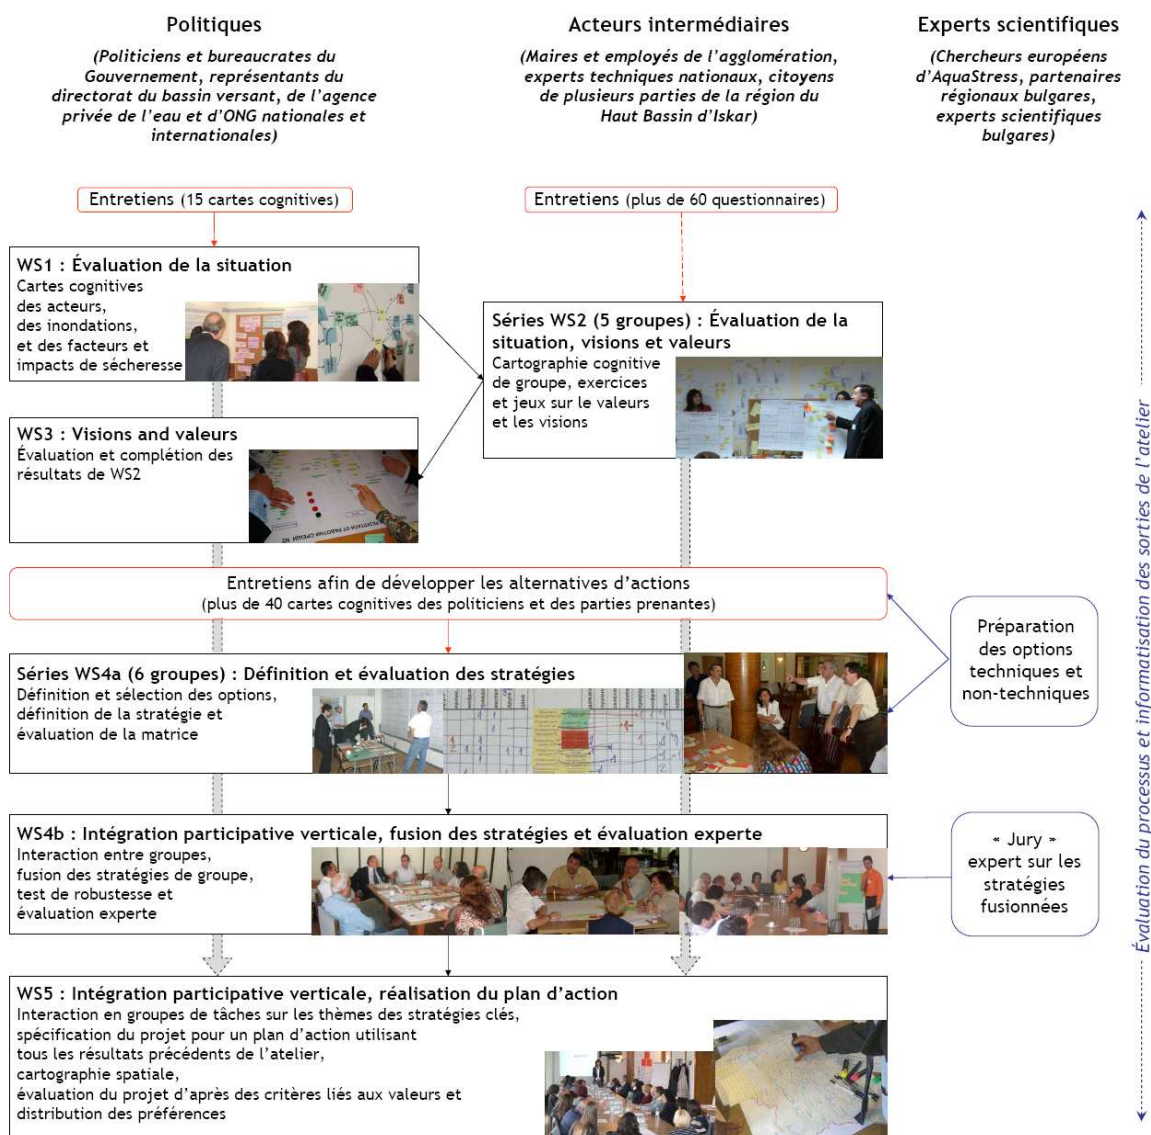 Politiques
(Politiciens et bureaucrates du
Gouvernement, représentants du
directorat du bassin versant, de l'agence
privée de l'eau et d'ONG nationales et
internationales)
Acteurs intermédiaires
(Maires et employés de l'agglomération,
experts techniques nationaux, citoyens
de plusieurs parties de la région du
Haut Bassin d'Iskar)
Experts scientifiques
(Chercheurs européens
d'AquaStress, partenaires
régionaux bulgares,
experts scientifiques
bulgares)
Entretiens (15 cartes cognitives)
Entretiens (plus de 60 questionnaires)
WS1 : Évaluation de la situation
Cartes cognitives
des acteurs,
des inondations,
et des facteurs et
impacts de sécheresse
Séries WS2 (5 groupes) : Évaluation de la
situation, visions et valeurs
Cartographie cognitive
de groupe, exercices
et jeux sur le valeurs
et les visions
WS3 : Visions and valeurs
Évaluation et complétion des
résultats de WS2
Entretiens afin de développer les alternatives d'actions
(plus de 40 cartes cognitives des politiciens et des parties prenantes)
Préparation
des options
techniques et
non-techniques
Séries WS4a (6 groupes) : Définition et évaluation des stratégies
Définition et sélection des options,
définition de la stratégie et
évaluation de la matrice
WS4b : Intégration participative verticale, fusion des stratégies et évaluation experte
Interaction entre groupes,
fusion des stratégies de groupe,
test de robustesse et
évaluation experte
« Jury »
expert sur les
stratégies
fusionnées
WS5 : Intégration participative verticale, réalisation du plan d'action
Interaction en groupes de tâches sur les thèmes des stratégies clés,
spécification du projet pour un plan d'action utilisant
tous les résultats précédents de l'atelier,
cartographie spatiale,
évaluation du projet d'après des critères liés aux valeurs et
distribution des préférences
Évaluation du processus et informatisation des sorties de l'atelier